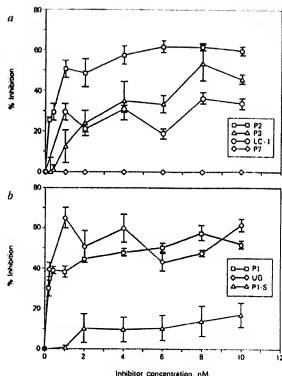 a
% Inhibition
80
60
40
20
0
P2
P3
LC-1
P7
b
% Inhibition
80
60
40
20
0
P1
UG
P1-S
0 2 4 6 8 10
Inhibitor concentration, nM